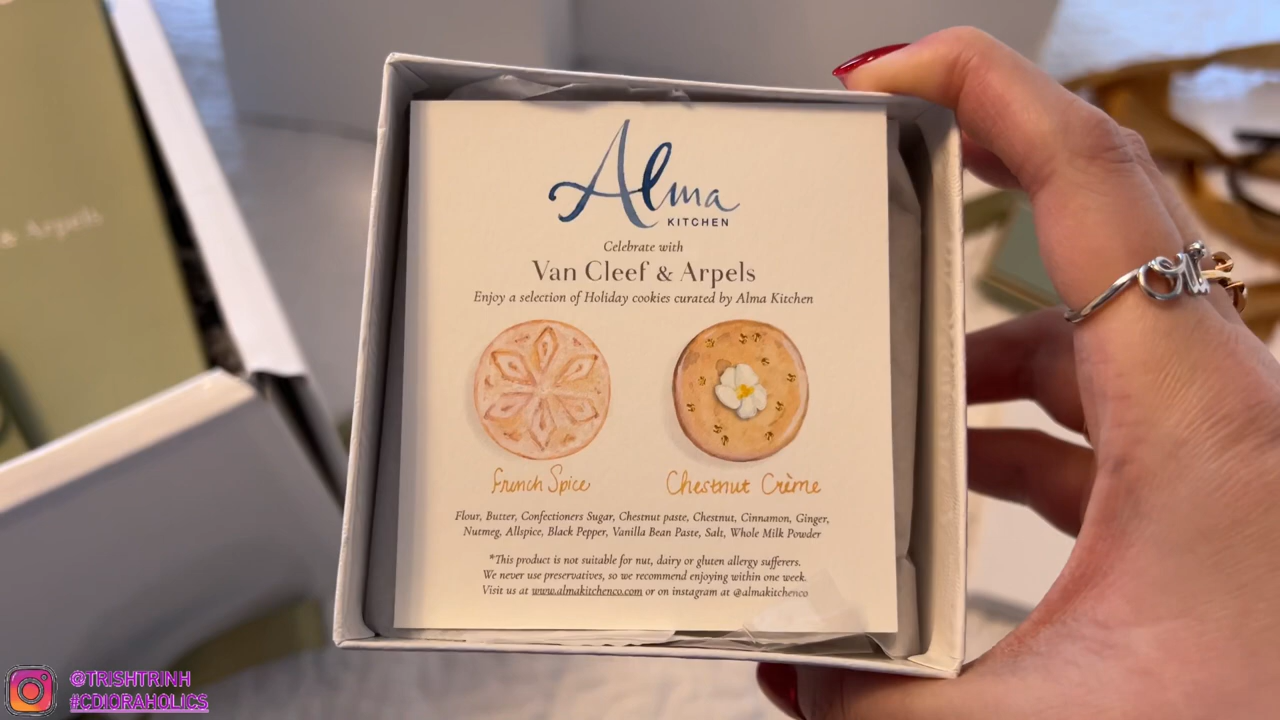 & Arpels
Alma
KITCHEN
Celebrate with
Van Cleef & Arpels
Enjoy a selection of Holiday cookies curated by Alma Kitchen
French Spice
Chestnut Crème
Flour, Butter, Confectioners Sugar, Chestnut paste, Chestnut, Cinnamon, Ginger,
Nutmeg, Allspice, Black Pepper, Vanilla Bean Paste, Salt, Whole Milk Powder
*This product is not suitable for nut, dairy or gluten allergy sufferers.
We never use preservatives, so we recommend enjoying within one week.
Visit us at www.almakitchenco.com or on instagram at @almakitchenco
@TRISHTRINH
#CDIORAHOLICS